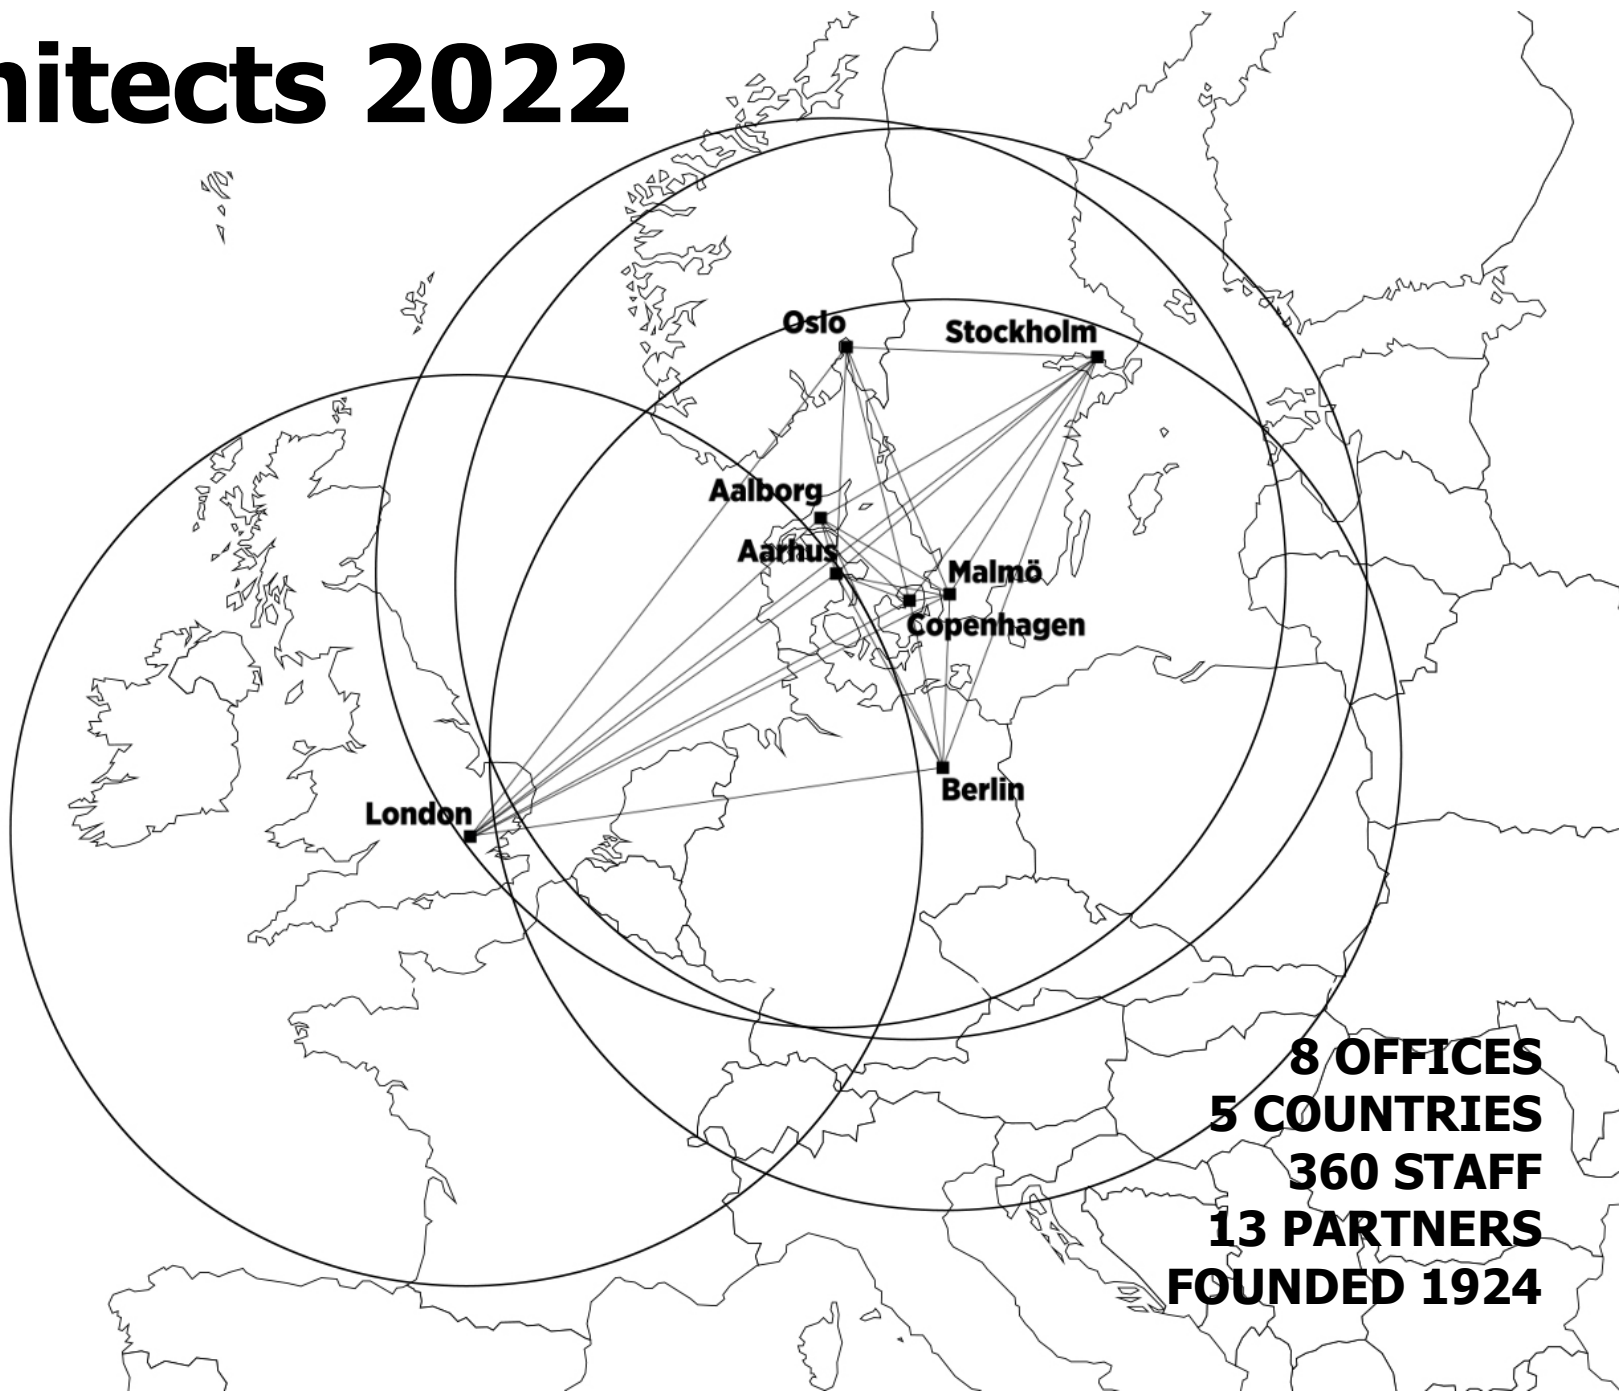 hitects 2022
Oslo
Stockholm
Aalborg
Aarhus
Malmö
Copenhagen
Berlin
London
8 OFFICES
5 COUNTRIES
360 STAFF
13 PARTNERS
FOUNDED 1924